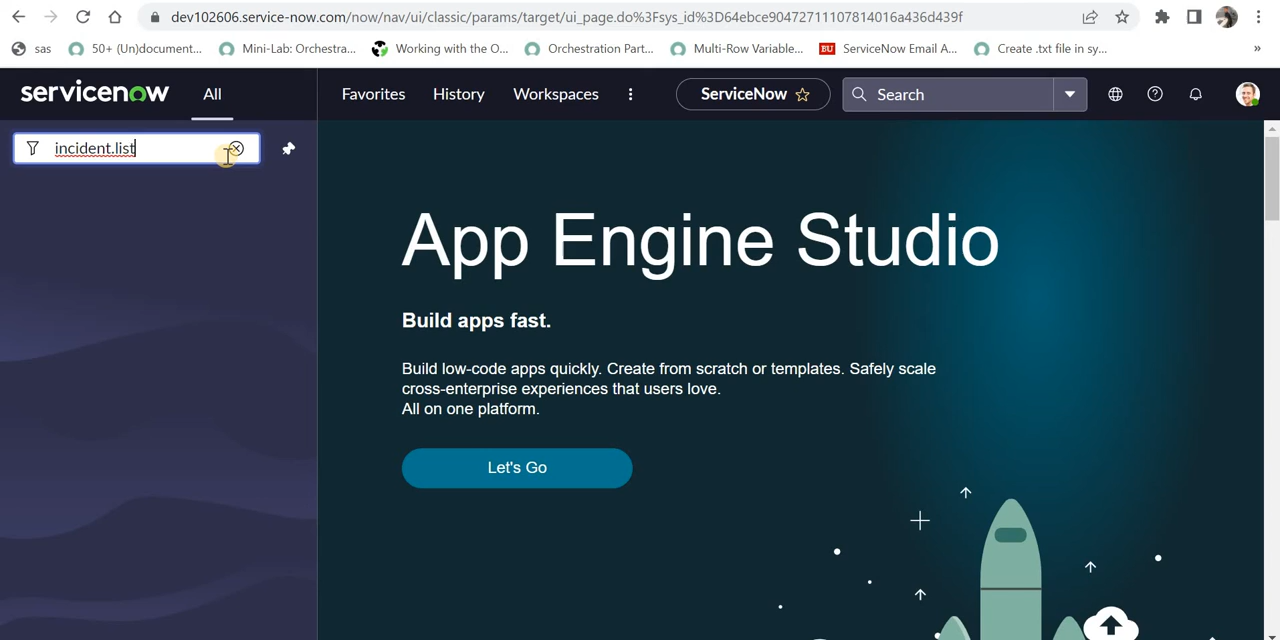 dev102606.service-now.com/now/nav/ui/classic/params/target/ui_page.do%3Fsys_id%3D64ebce90472711107814016a436d439f
sas 50+ (Un)document... Mini-Lab: Orchestra... Working with the O... Orchestration Part... Multi-Row Variable... BU ServiceNow Email A... Create .txt file in sy... »
servicenow All Favorites History Workspaces ServiceNow Search
incident.list
App Engine Studio
Build apps fast.
Build low-code apps quickly. Create from scratch or templates. Safely scale
cross-enterprise experiences that users love.
All on one platform.
Let's Go